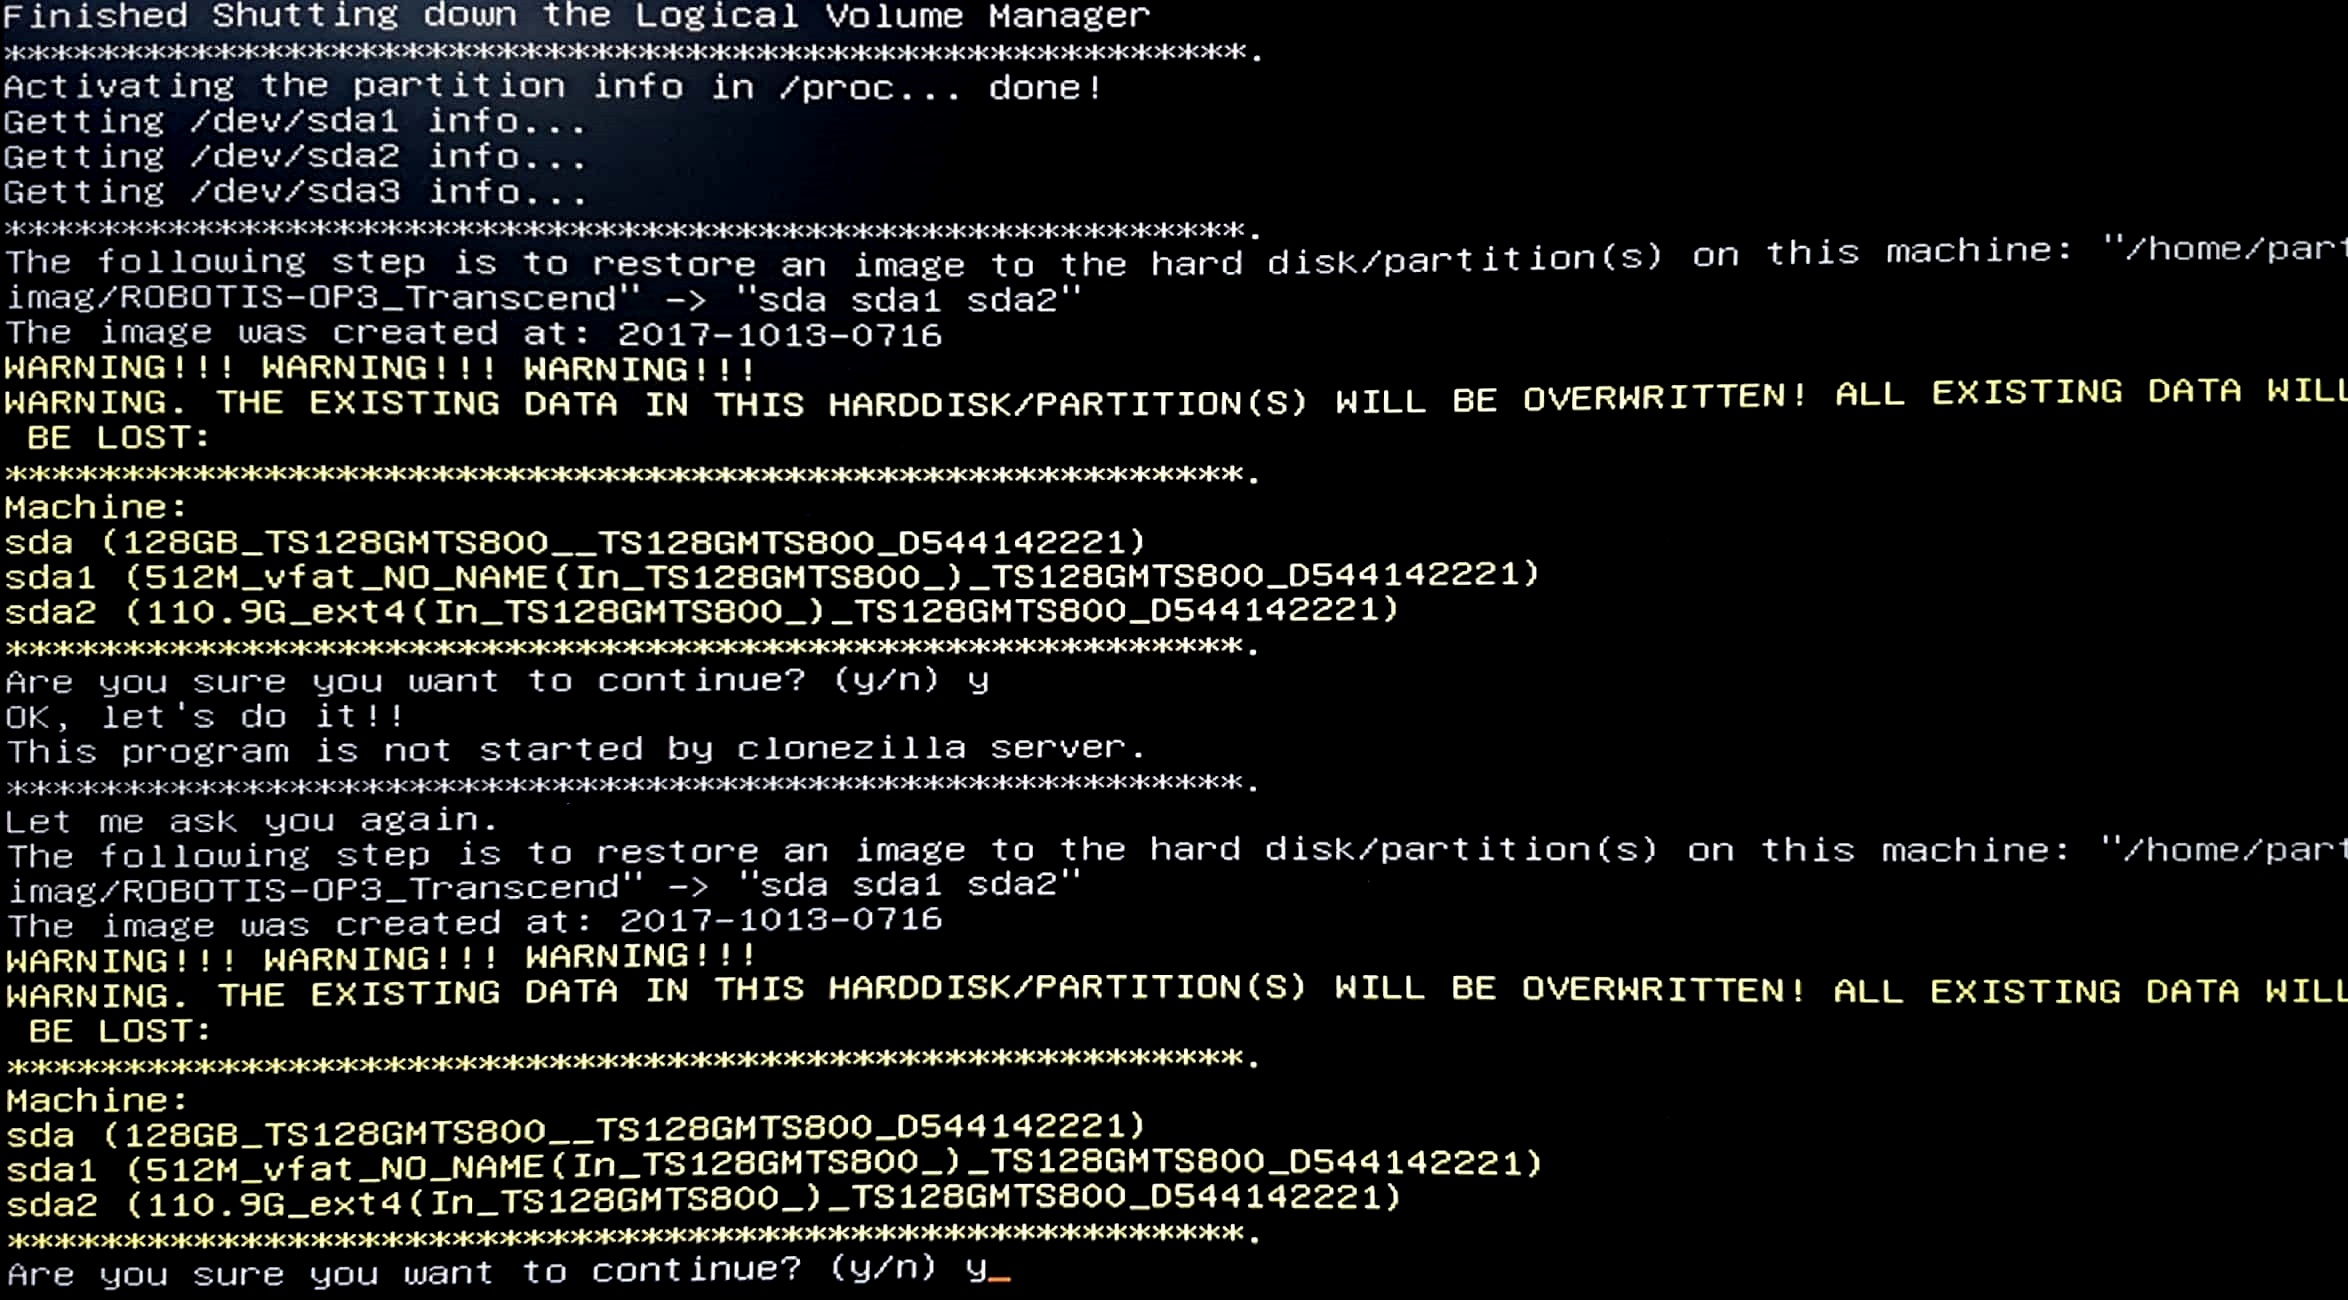 Finished Shutting down the Logical Volume Manager
*****************************************************.
Activating the partition info in /proc... done!
Getting /dev/sda1 info...
Getting /dev/sda2 info...
Getting /dev/sda3 info...
*****************************************************.
The following step is to restore an image to the hard disk/partition(s) on this machine: "/home/part
imag/ROBOTIS-OP3_Transcend" -> "sda sda1 sda2"
The image was created at: 2017-1013-0716
WARNING!!! WARNING!!! WARNING!!!
WARNING. THE EXISTING DATA IN THIS HARDDISK/PARTITION(S) WILL BE OVERWRITTEN! ALL EXISTING DATA WILL
BE LOST:
*****************************************************.
Machine:
sda (128GB_TS128GMTS800__TS128GMTS800_D544142221)
sda1 (512M_vfat_NO_NAME(In_TS128GMTS800_)_TS128GMTS800_D544142221)
sda2 (110.9G_ext4(In_TS128GMTS800_)_TS128GMTS800_D544142221)
*****************************************************.
Are you sure you want to continue? (y/n) y
OK, let's do it!!
This program is not started by clonezilla server.
*****************************************************.
Let me ask you again.
The following step is to restore an image to the hard disk/partition(s) on this machine: "/home/part
imag/ROBOTIS-OP3_Transcend" -> "sda sda1 sda2"
The image was created at: 2017-1013-0716
WARNING!!! WARNING!!! WARNING!!!
WARNING. THE EXISTING DATA IN THIS HARDDISK/PARTITION(S) WILL BE OVERWRITTEN! ALL EXISTING DATA WILL
BE LOST:
*****************************************************.
Machine:
sda (128GB_TS128GMTS800__TS128GMTS800_D544142221)
sda1 (512M_vfat_NO_NAME(In_TS128GMTS800_)_TS128GMTS800_D544142221)
sda2 (110.9G_ext4(In_TS128GMTS800_)_TS128GMTS800_D544142221)
*****************************************************.
Are you sure you want to continue? (y/n) y_